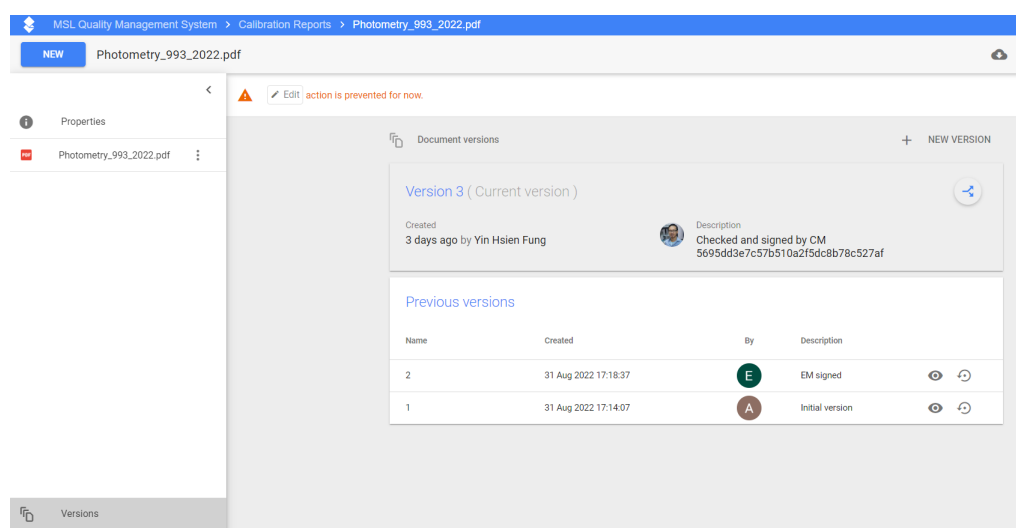 MSL Quality Management System > Calibration Reports > Photometry_993_2022.pdf
NEW Photometry_993_2022.pdf
Edit action is prevented for now.
Properties
PDF Photometry_993_2022.pdf
Document versions
+ NEW VERSION
Version 3 ( Current version )
Created
3 days ago by Yin Hsien Fung
Description
Checked and signed by CM
5695dd3e7c57b510a2f5dc8b78c527af
Previous versions
Name Created By Description
2 31 Aug 2022 17:18:37 E EM signed
1 31 Aug 2022 17:14:07 A Initial version
Versions